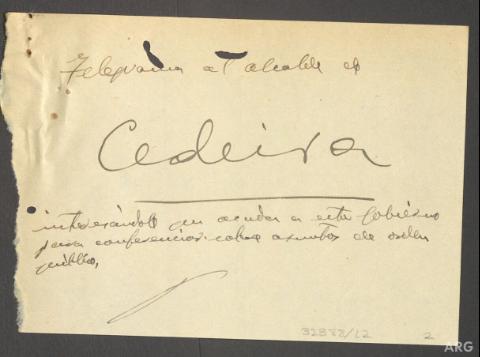 Telegrama al alcalde de
Cedeira
interesándole que acuda a este Gobierno
para conferenciar sobre asuntos de orden
público,
32388/12
2
ARG